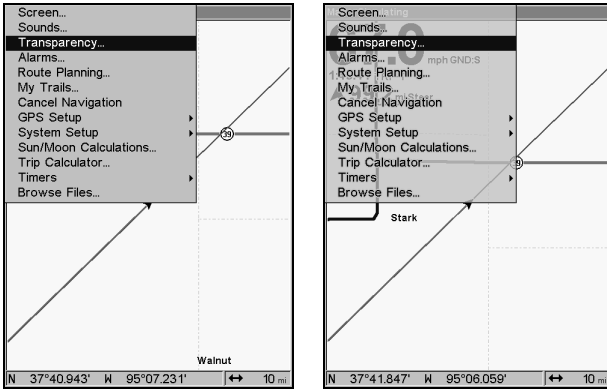 Screen...
Sounds...
Transparency...
Alarms...
Route Planning...
My Trails...
Cancel Navigation
GPS Setup
System Setup
Sun/Moon Calculations...
Trip Calculator...
Timers
Browse Files...
39
Walnut
N 37°40.943' W 95°07.231' ↔ 10 mi
Screen...
Sounds...
Transparency...
Alarms...
mph GND:S
Route Planning...
My Trails...
Cancel Navigation
GPS Setup
System Setup
Sun/Moon Calculations...
Trip Calculator...
Timers
Browse Files...
Stark
N 37°41.847' W 95°06.059' ↔ 10 mi